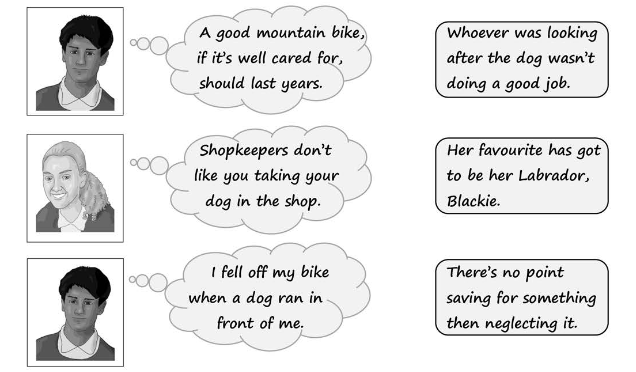 A good mountain bike,
if it's well cared for,
should last years.
Whoever was looking
after the dog wasn't
doing a good job.
Shopkeepers don't
like you taking your
dog in the shop.
Her favourite has got
to be her Labrador,
Blackie.
I fell off my bike
when a dog ran in
front of me.
There's no point
saving for something
then neglecting it.